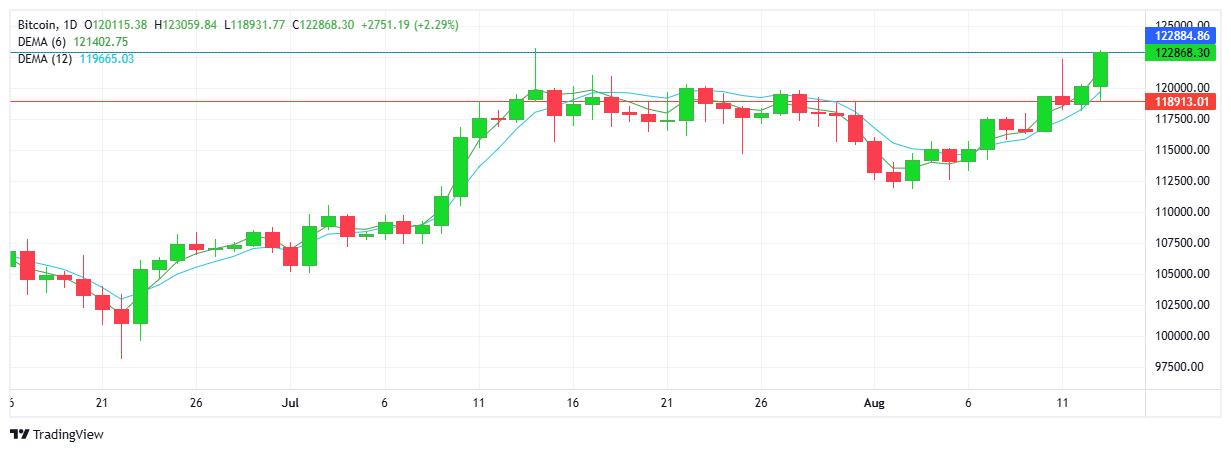 Bitcoin, 1D O120115.38 H123059.84 L118931.77 C122868.30 +2751.19 (+2.29%)
DEMA (6) 121402.75
DEMA (12) 119665.03
125000.00
122884.86
122868.30
120000.00
118913.01
117500.00
115000.00
112500.00
110000.00
107500.00
105000.00
102500.00
100000.00
97500.00
21 26 Jul 6 11 16 21 26 Aug 6 11
TradingView